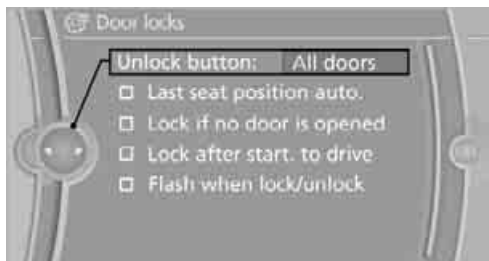 Door locks
Unlock button: All doors
Last seat position auto.
Lock if no door is opened
Lock after start. to drive
Flash when lock/unlock